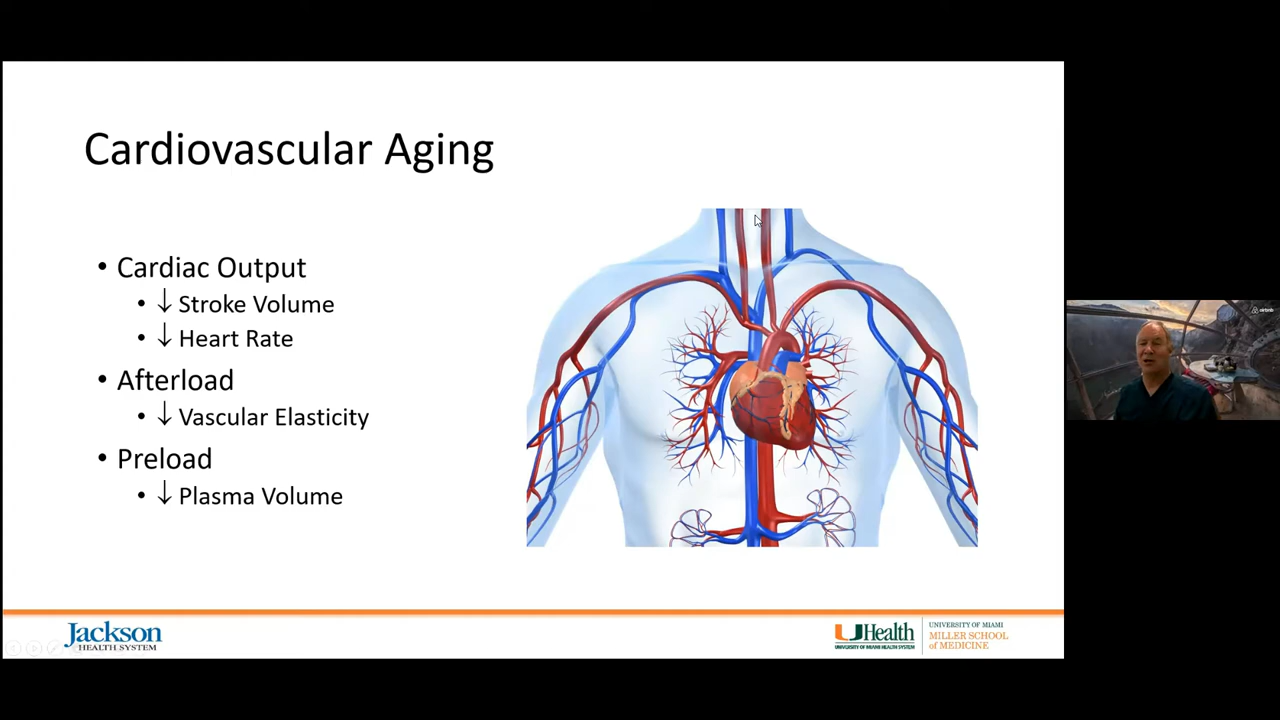 Cardiovascular Aging
• Cardiac Output
• ↓ Stroke Volume
• ↓ Heart Rate
• Afterload
• ↓ Vascular Elasticity
• Preload
• ↓ Plasma Volume
airbnb
Jackson
HEALTH SYSTEM
UHealth
UNIVERSITY OF MIAMI HEALTH SYSTEM
UNIVERSITY OF MIAMI
MILLER SCHOOL
of MEDICINE